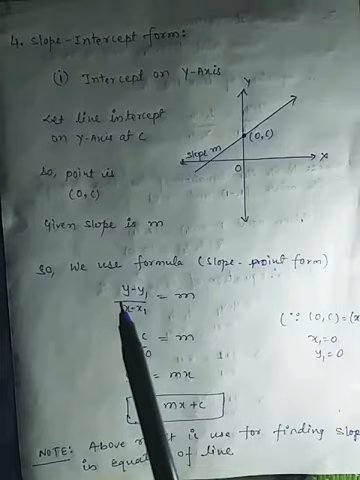 4. Slope-Intercept form:
(i) Intercept on Y-Axis
Let line intercept
on Y-Axis at C
So, point is
(0,C)
Given slope is m
Y
(0,C)
slope m
X
O
So, We use formula (slope-point form)
y-y₁/x-x₁ = m
(∵ (0,C)=(x
C = m
x₁=0
0
y₁=0
= mx
mx+c
NOTE: Above is use for finding Slop
in Equat of line